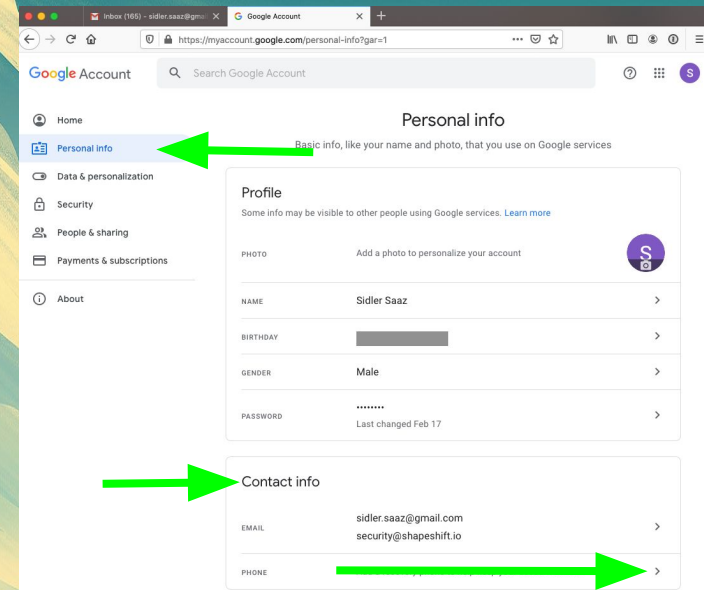 Inbox (165) - sidler.saaz@gmai
Google Account
https://myaccount.google.com/personal-info?gar=1
Google Account
Search Google Account
S
Home
Personal info
Data & personalization
Security
People & sharing
Payments & subscriptions
About
Personal info
Basic info, like your name and photo, that you use on Google services
Profile
Some info may be visible to other people using Google services. Learn more
PHOTO
Add a photo to personalize your account
S
NAME
Sidler Saaz
BIRTHDAY
GENDER
Male
PASSWORD
••••••••
Last changed Feb 17
Contact info
EMAIL
sidler.saaz@gmail.com
security@shapeshift.io
PHONE